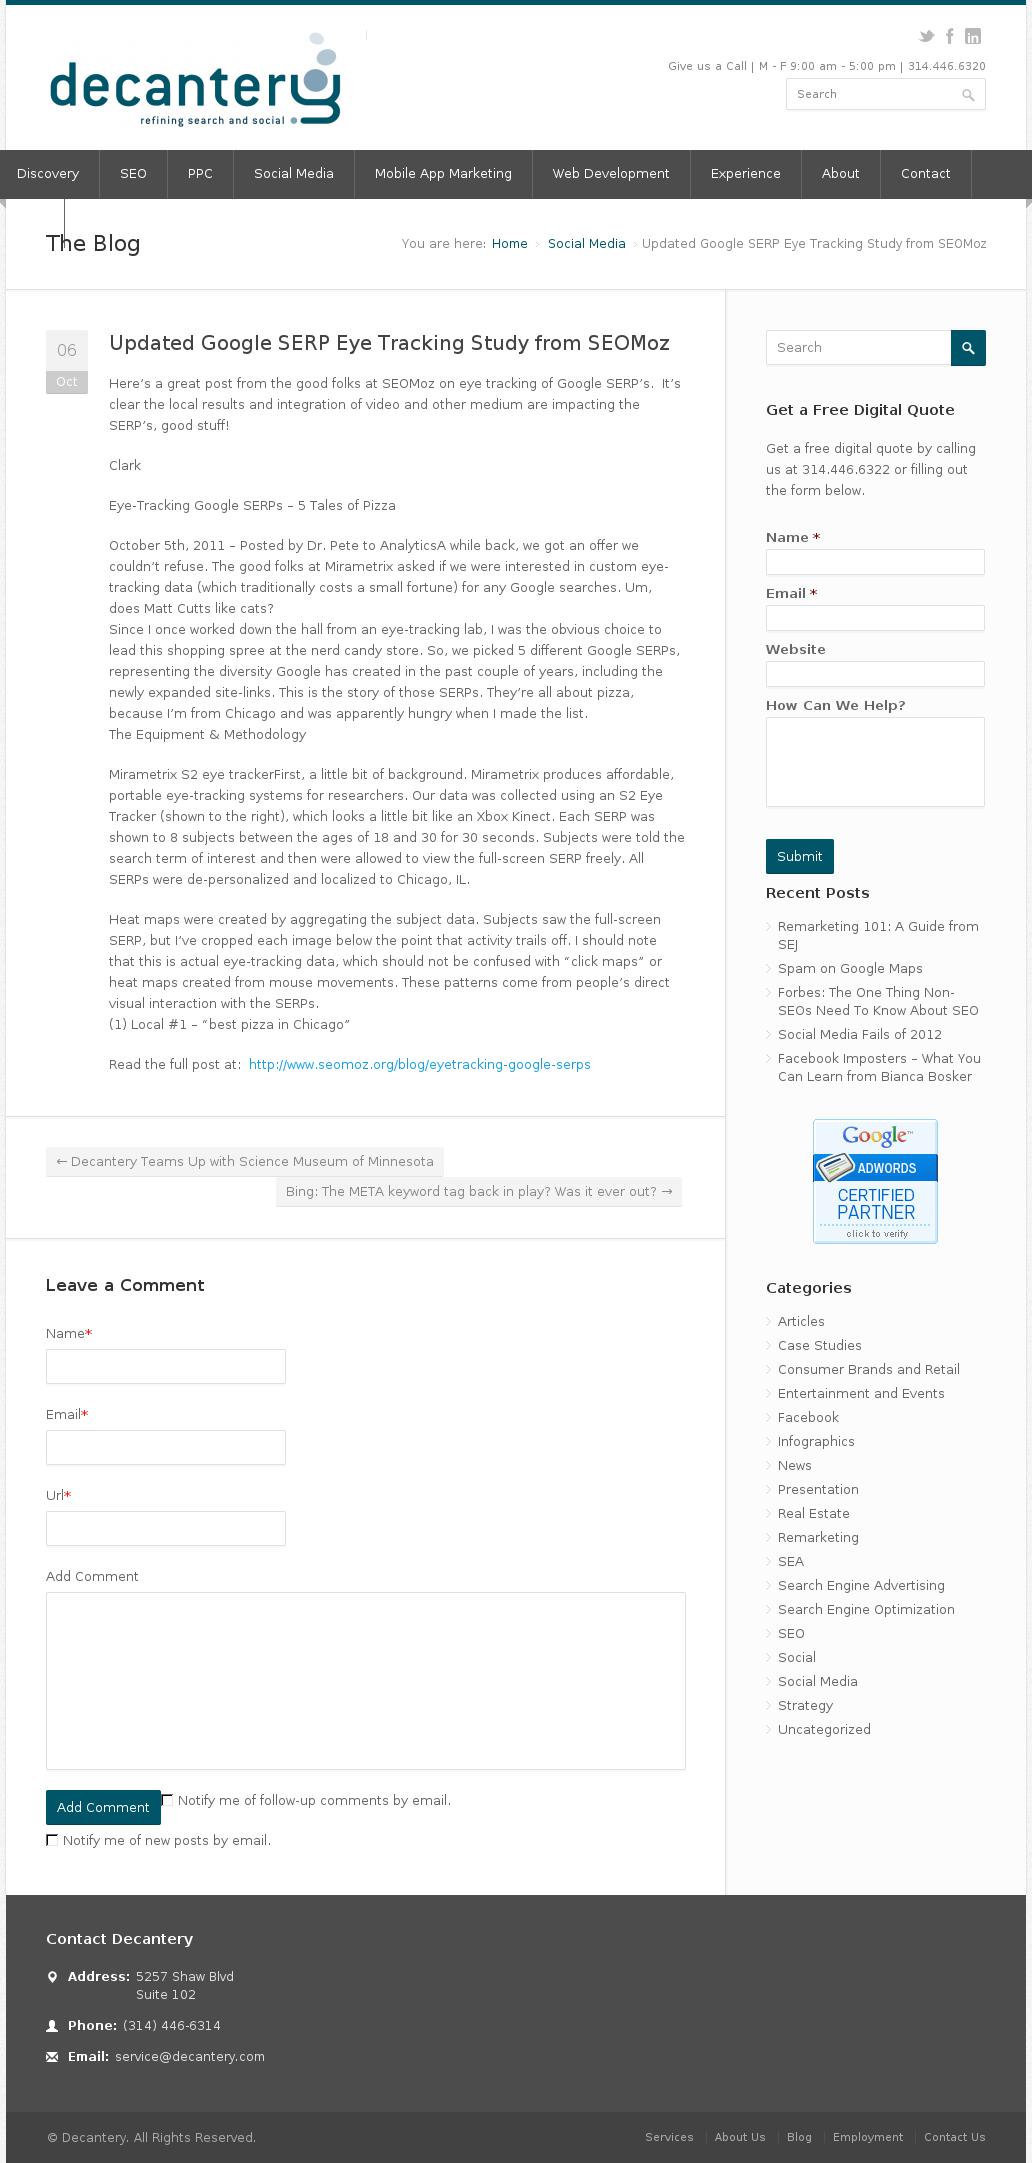 decantery
refining search and social
Give us a Call | M - F 9:00 am - 5:00 pm | 314.446.6320
Search
Discovery
SEO
PPC
Social Media
Mobile App Marketing
Web Development
Experience
About
Contact
The Blog
You are here: Home › Social Media › Updated Google SERP Eye Tracking Study from SEOMoz
06
Oct
Updated Google SERP Eye Tracking Study from SEOMoz
Here’s a great post from the good folks at SEOMoz on eye tracking of Google SERP’s.  It’s
clear the local results and integration of video and other medium are impacting the
SERP’s, good stuff!
Clark
Eye-Tracking Google SERPs – 5 Tales of Pizza
October 5th, 2011 – Posted by Dr. Pete to AnalyticsA while back, we got an offer we
couldn’t refuse. The good folks at Mirametrix asked if we were interested in custom eye-
tracking data (which traditionally costs a small fortune) for any Google searches. Um,
does Matt Cutts like cats?
Since I once worked down the hall from an eye-tracking lab, I was the obvious choice to
lead this shopping spree at the nerd candy store. So, we picked 5 different Google SERPs,
representing the diversity Google has created in the past couple of years, including the
newly expanded site-links. This is the story of those SERPs. They’re all about pizza,
because I’m from Chicago and was apparently hungry when I made the list.
The Equipment & Methodology
Mirametrix S2 eye trackerFirst, a little bit of background. Mirametrix produces affordable,
portable eye-tracking systems for researchers. Our data was collected using an S2 Eye
Tracker (shown to the right), which looks a little bit like an Xbox Kinect. Each SERP was
shown to 8 subjects between the ages of 18 and 30 for 30 seconds. Subjects were told the
search term of interest and then were allowed to view the full-screen SERP freely. All
SERPs were de-personalized and localized to Chicago, IL.
Heat maps were created by aggregating the subject data. Subjects saw the full-screen
SERP, but I’ve cropped each image below the point that activity trails off. I should note
that this is actual eye-tracking data, which should not be confused with “click maps” or
heat maps created from mouse movements. These patterns come from people’s direct
visual interaction with the SERPs.
(1) Local #1 – “best pizza in Chicago”
Read the full post at:  http://www.seomoz.org/blog/eyetracking-google-serps
← Decantery Teams Up with Science Museum of Minnesota
Bing: The META keyword tag back in play? Was it ever out? →
Leave a Comment
Name*
Email*
Url*
Add Comment
Add Comment
Notify me of follow-up comments by email.
Notify me of new posts by email.
Search
Get a Free Digital Quote
Get a free digital quote by calling
us at 314.446.6322 or filling out
the form below.
Name *
Email *
Website
How Can We Help?
Submit
Recent Posts
Remarketing 101: A Guide from
SEJ
Spam on Google Maps
Forbes: The One Thing Non-
SEOs Need To Know About SEO
Social Media Fails of 2012
Facebook Imposters – What You
Can Learn from Bianca Bosker
Google™
ADWORDS
CERTIFIED
PARTNER
click to verify
Categories
Articles
Case Studies
Consumer Brands and Retail
Entertainment and Events
Facebook
Infographics
News
Presentation
Real Estate
Remarketing
SEA
Search Engine Advertising
Search Engine Optimization
SEO
Social
Social Media
Strategy
Uncategorized
Contact Decantery
Address: 5257 Shaw Blvd
Suite 102
Phone: (314) 446-6314
Email: service@decantery.com
© Decantery. All Rights Reserved.
Services
About Us
Blog
Employment
Contact Us